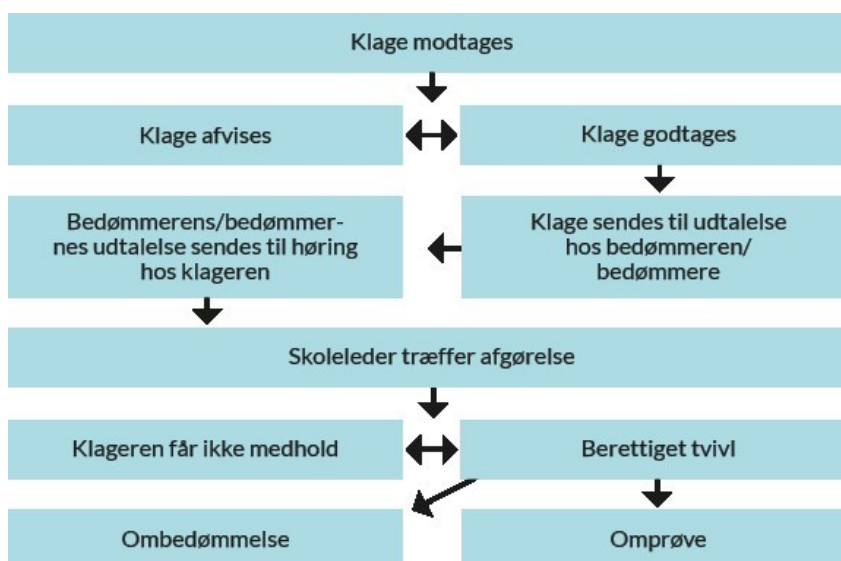 Klage modtages
Klage afvises
Klage godtages
Bedømmerens/bedømmer-
nes udtalelse sendes til høring
hos klageren
Klage sendes til udtalelse
hos bedømmeren/
bedømmere
Skoleleder træffer afgørelse
Klageren får ikke medhold
Berettiget tvivl
Ombedømmelse
Omprøve